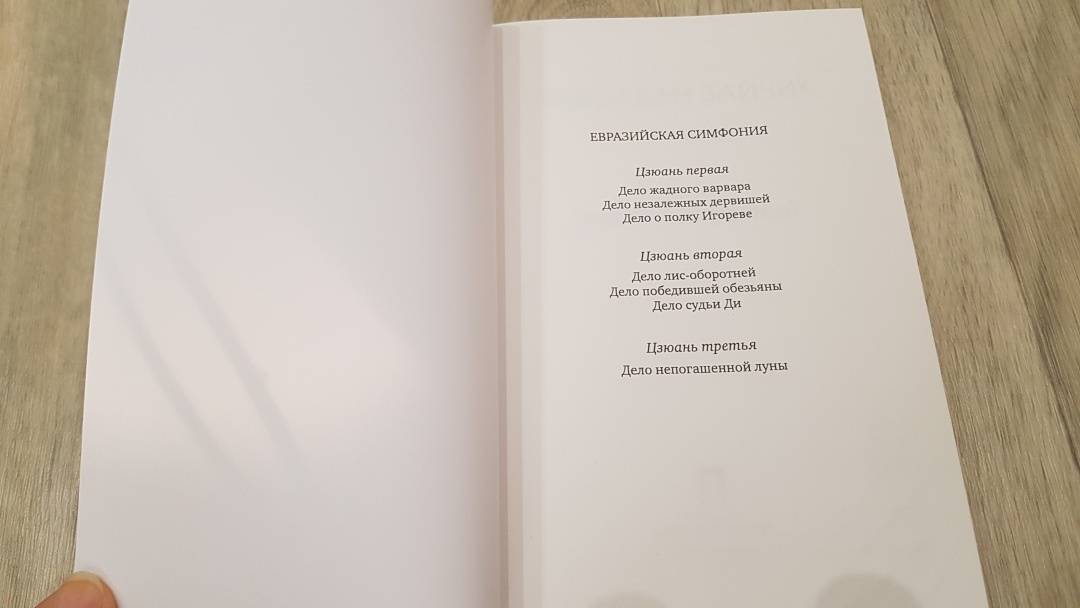 ЕВРАЗИЙСКАЯ СИМФОНИЯ
Цзюань первая
Дело жадного варвара
Дело незалежных дервишей
Дело о полку Игореве
Цзюань вторая
Дело лис-оборотней
Дело победившей обезьяны
Дело судьи Ди
Цзюань третья
Дело непогашенной луны